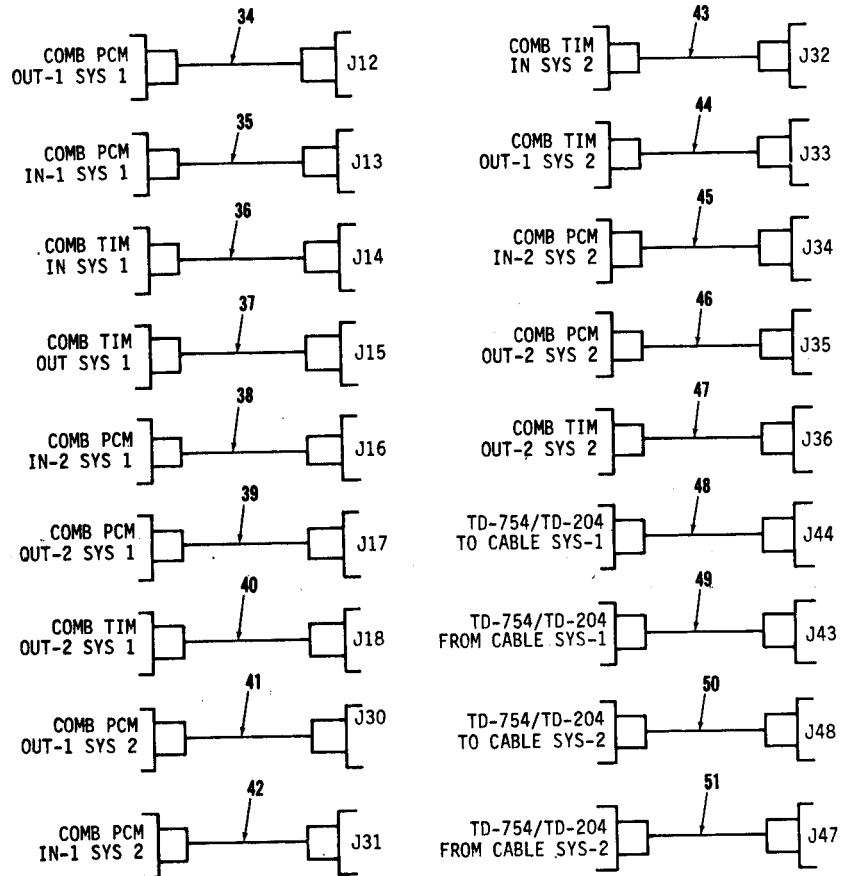 34
COMB PCM
OUT-1 SYS 1
J12
35
COMB PCM
IN-1 SYS 1
J13
36
COMB TIM
IN SYS 1
J14
37
COMB TIM
OUT SYS 1
J15
38
COMB PCM
IN-2 SYS 1
J16
39
COMB PCM
OUT-2 SYS 1
J17
40
COMB TIM
OUT-2 SYS 1
J18
41
COMB PCM
OUT-1 SYS 2
J30
42
COMB PCM
IN-1 SYS 2
J31
43
COMB TIM
IN SYS 2
J32
44
COMB TIM
OUT-1 SYS 2
J33
45
COMB PCM
IN-2 SYS 2
J34
46
COMB PCM
OUT-2 SYS 2
J35
47
COMB TIM
OUT-2 SYS 2
J36
48
TD-754/TD-204
TO CABLE SYS-1
J44
49
TD-754/TD-204
FROM CABLE SYS-1
J43
50
TD-754/TD-204
TO CABLE SYS-2
J48
51
TD-754/TD-204
FROM CABLE SYS-2
J47